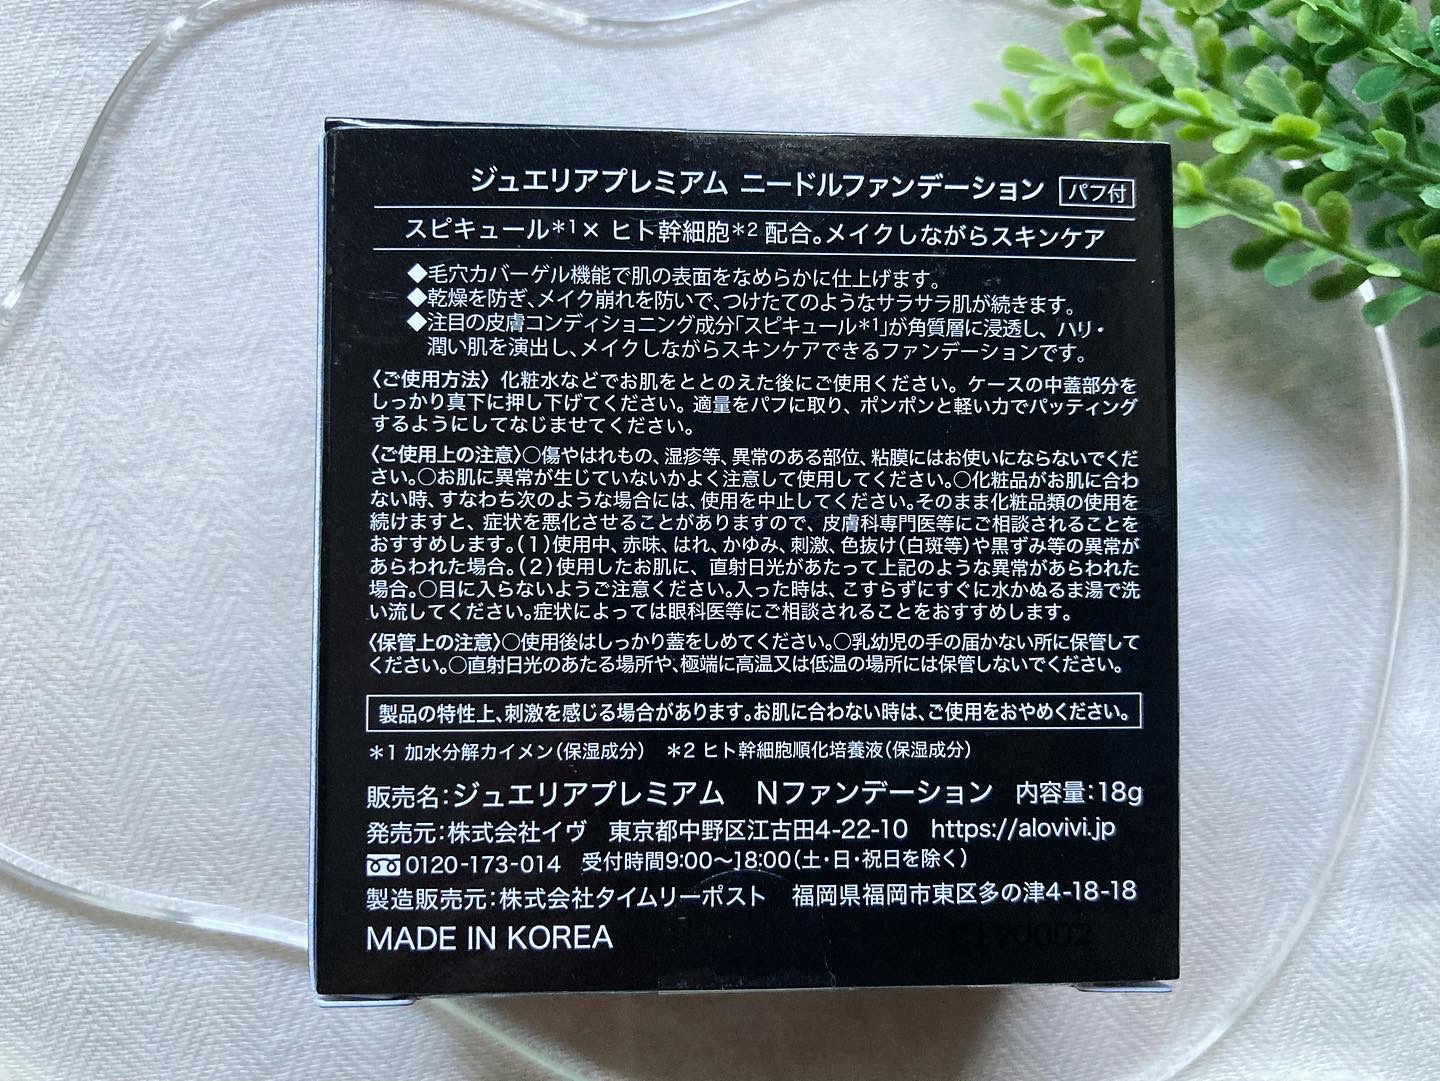 ジュエリアプレミアム ニードルファンデーション パフ付
スピキュール*1× ヒト幹細胞*2 配合。メイクしながらスキンケア
◆毛穴カバーゲル機能で肌の表面をなめらかに仕上げます。
◆乾燥を防ぎ、メイク崩れを防いで、つけたてのようなサラサラ肌が続きます。
◆注目の皮膚コンディショニング成分「スピキュール*1」が角質層に浸透し、ハリ・
潤い肌を演出し、メイクしながらスキンケアできるファンデーションです。
〈ご使用方法〉化粧水などでお肌をととのえた後にご使用ください。ケースの中蓋部分を
しっかり真下に押し下げてください。適量をパフに取り、ポンポンと軽い力でパッティング
するようにしてなじませてください。
〈ご使用上の注意〉○傷やはれもの、湿疹等、異常のある部位、粘膜にはお使いにならないでくだ
さい。○お肌に異常が生じていないかよく注意して使用してください。○化粧品がお肌に合わ
ない時、すなわち次のような場合には、使用を中止してください。そのまま化粧品類の使用を
続けますと、症状を悪化させることがありますので、皮膚科専門医等にご相談されることを
おすすめします。(1)使用中、赤味、はれ、かゆみ、刺激、色抜け(白斑等)や黒ずみ等の異常が
あらわれた場合。(2)使用したお肌に、直射日光があたって上記のような異常があらわれた
場合。○目に入らないようご注意ください。入った時は、こすらずにすぐに水かぬるま湯で洗
い流してください。症状によっては眼科医等にご相談されることをおすすめします。
〈保管上の注意〉○使用後はしっかり蓋をしめてください。○乳幼児の手の届かない所に保管して
ください。○直射日光のあたる場所や、極端に高温又は低温の場所には保管しないでください。
製品の特性上、刺激を感じる場合があります。お肌に合わない時は、ご使用をおやめください。
*1 加水分解カイメン(保湿成分) *2 ヒト幹細胞順化培養液(保湿成分)
販売名:ジュエリアプレミアム Nファンデーション 内容量:18g
発売元:株式会社イヴ 東京都中野区江古田4-22-10 https://alovivi.jp
0120-173-014 受付時間9:00〜18:00(土・日・祝日を除く)
製造販売元:株式会社タイムリーポスト 福岡県福岡市東区多の津4-18-18
MADE IN KOREA